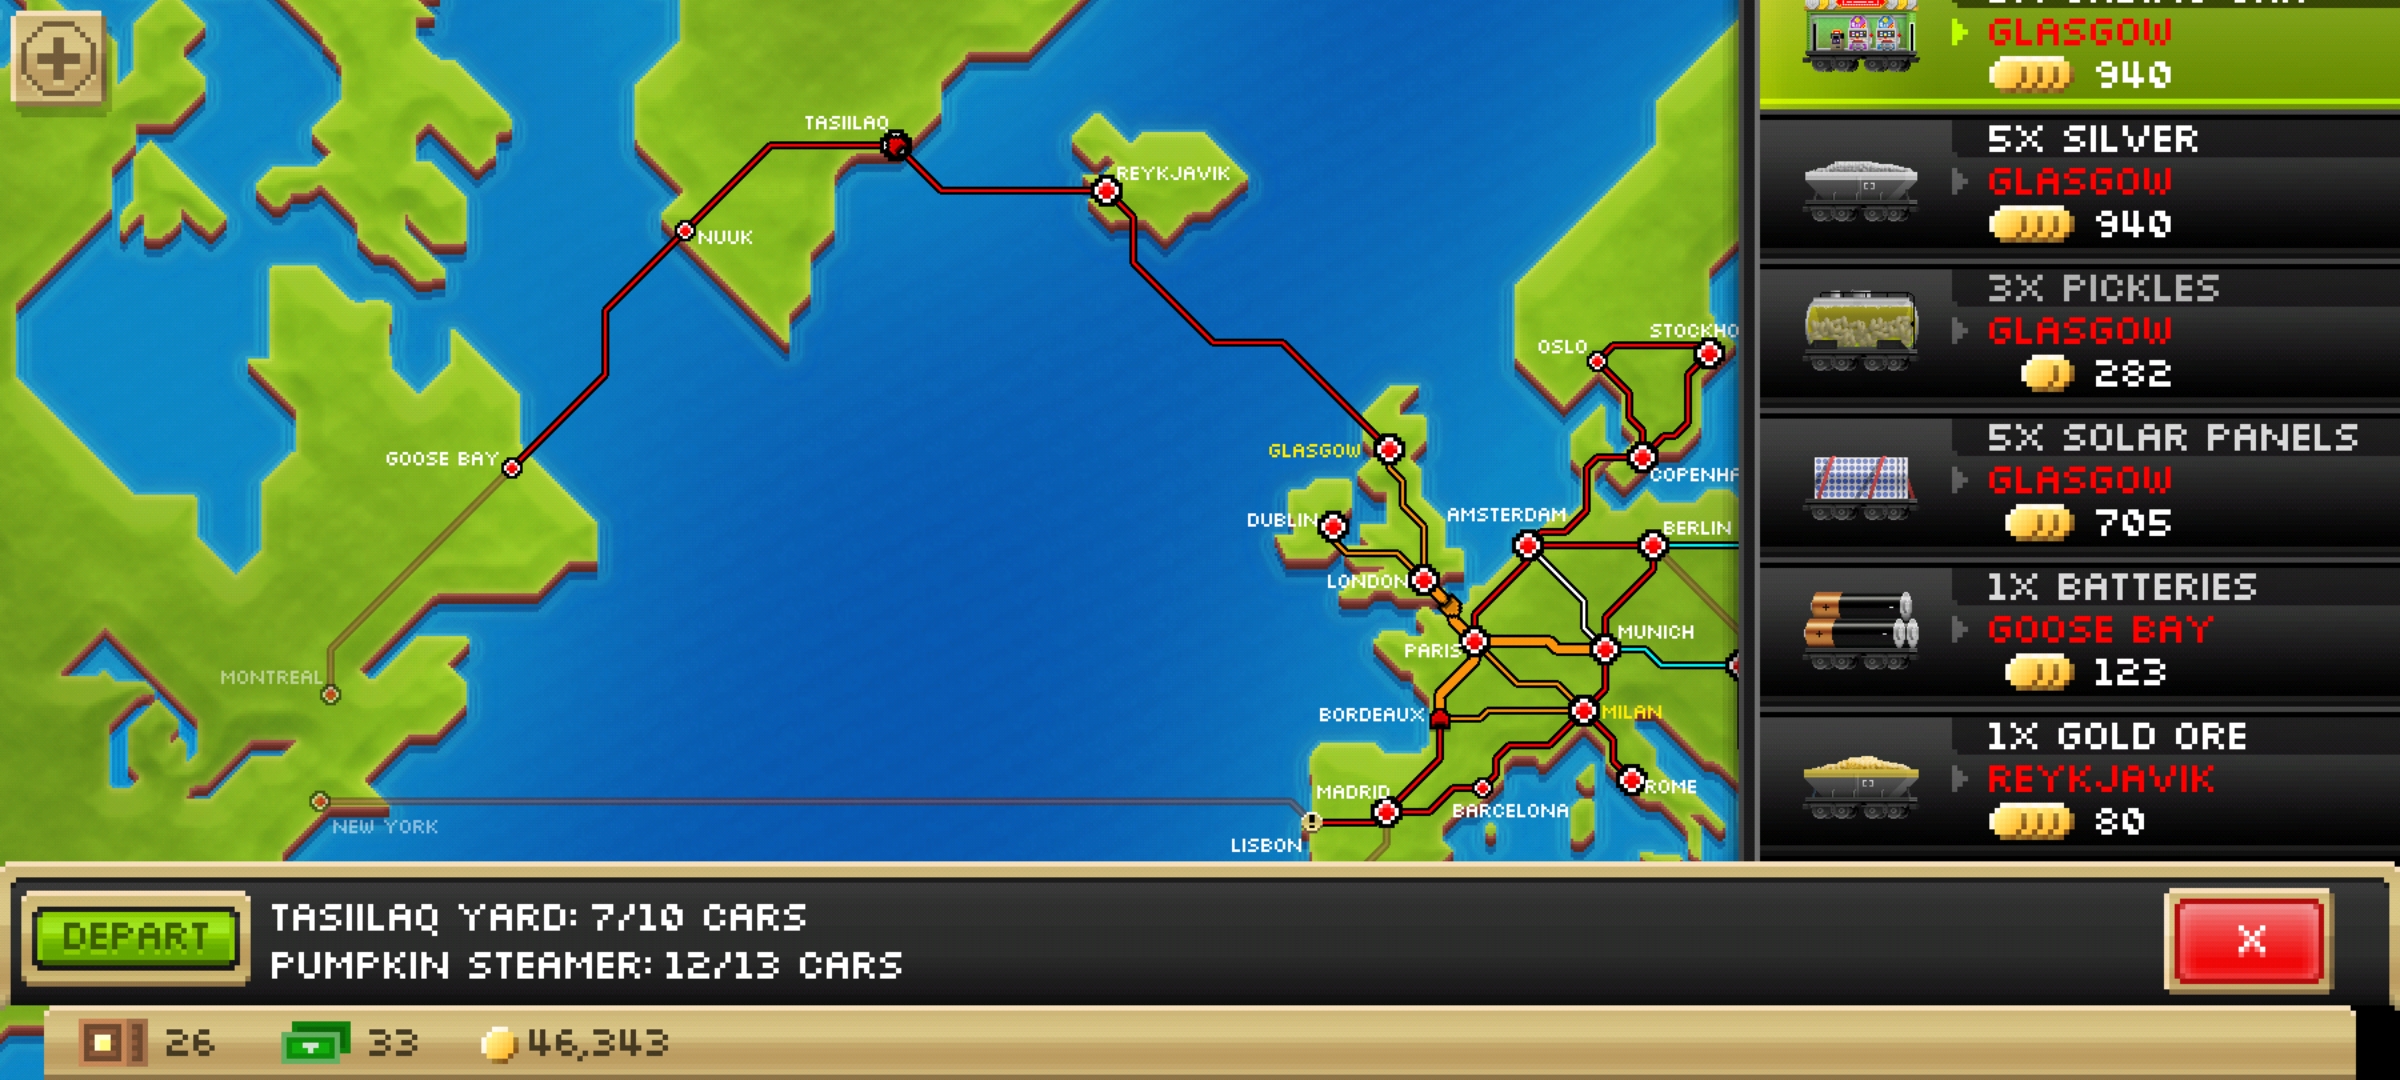 GLASGOW
940
5X SILVER
GLASGOW
940
3X PICKLES
GLASGOW
282
5X SOLAR PANELS
GLASGOW
705
1X BATTERIES
GOOSE BAY
123
1X GOLD ORE
REYKJAVIK
80
TASIILAQ
REYKJAVIK
NUUK
STOCKHO
OSLO
GLASGOW
GOOSE BAY
COPENHA
AMSTERDAM
DUBLIN
BERLIN
LONDON
MUNICH
PARIS
MONTREAL
BORDEAUX
MILAN
MADRID
ROME
BARCELONA
NEW YORK
LISBON
DEPART
TASIILAQ YARD: 7/10 CARS
PUMPKIN STEAMER: 12/13 CARS
X
26
33
46,343